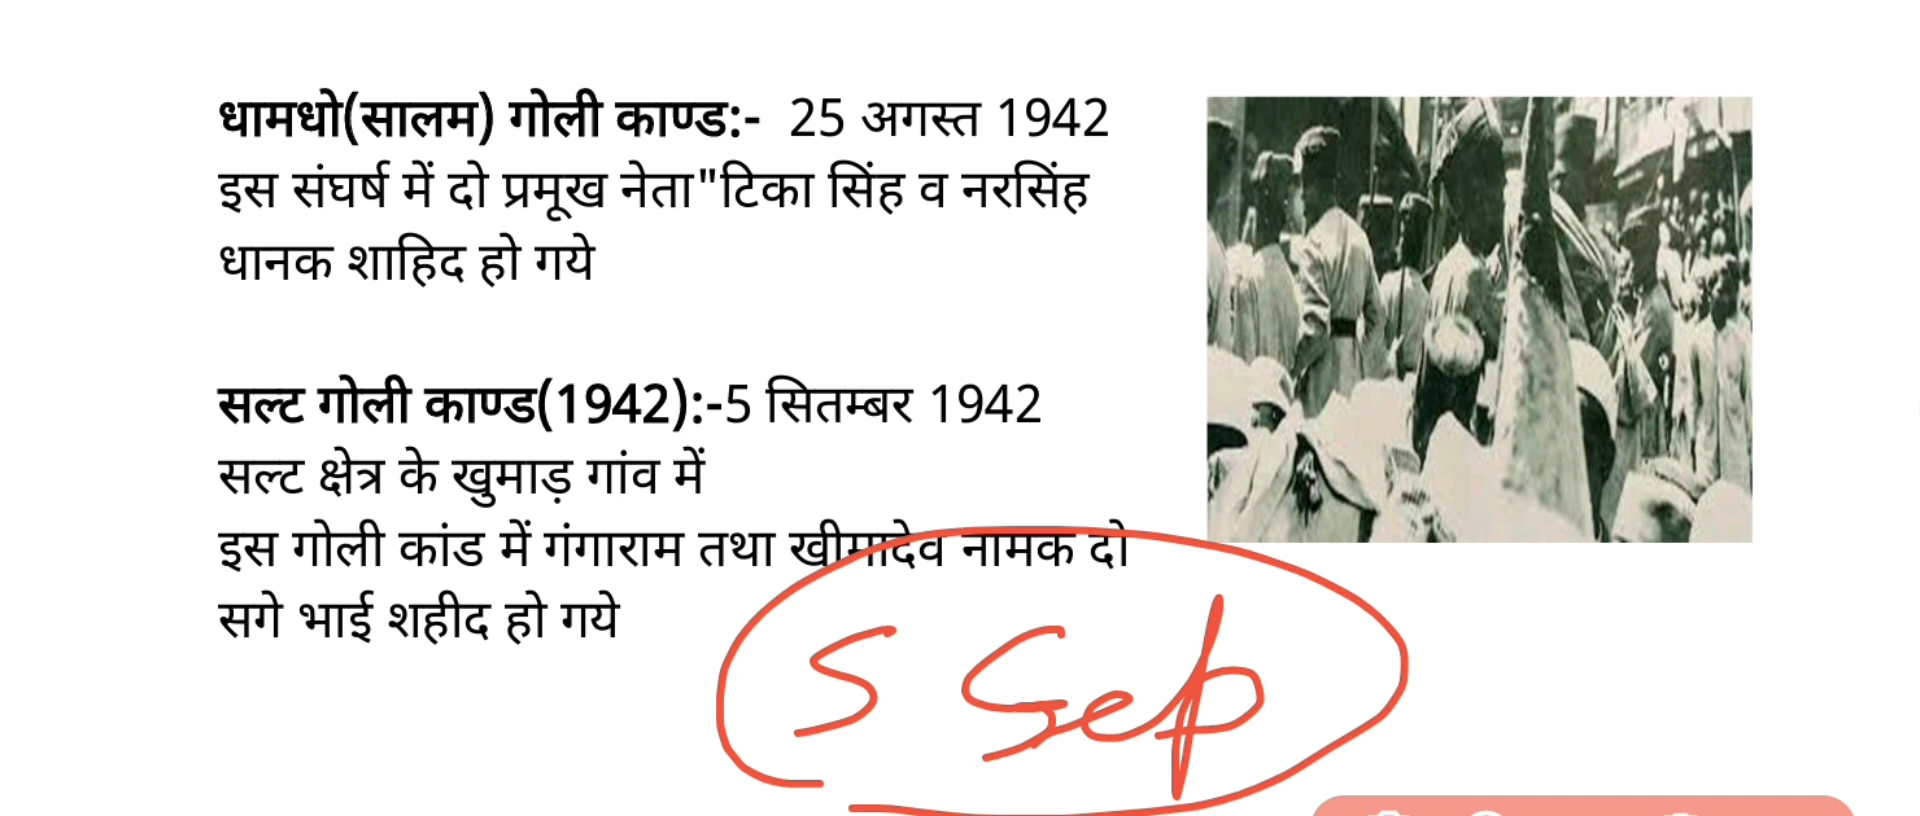 धामधो(सालम) गोली काण्ड:- 25 अगस्त 1942
इस संघर्ष में दो प्रमूख नेता"टिका सिंह व नरसिंह
धानक शाहिद हो गये
सल्ट गोली काण्ड(1942):-5 सितम्बर 1942
सल्ट क्षेत्र के खुमाड़ गांव में
इस गोली कांड में गंगाराम तथा खीमादेव नामक दो
सगे भाई शहीद हो गये
5 Sep